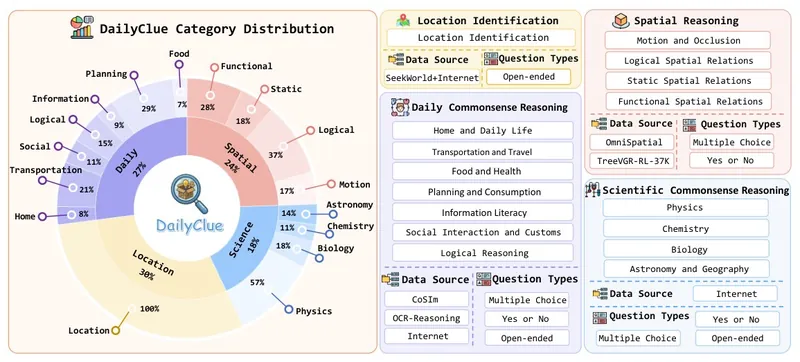 DailyClue Category Distribution
Food
Planning
Functional
Information
Static
Logical
Logical
Social
Transportation
Home
Motion
Astronomy
Chemistry
Biology
Physics
Location
7%
29%
9%
15%
11%
21%
8%
28%
18%
37%
17%
14%
11%
18%
57%
100%
Daily
27%
Spatial
24%
Science
18%
Location
30%
DailyClue
Location Identification
Location Identification
Data Source
Question Types
SeekWorld+Internet
Open-ended
Daily Commonsense Reasoning
Home and Daily Life
Transportation and Travel
Food and Health
Planning and Consumption
Information Literacy
Social Interaction and Customs
Logical Reasoning
Data Source
Question Types
CoSIm
Multiple Choice
OCR-Reasoning
Yes or No
Internet
Open-ended
Spatial Reasoning
Motion and Occlusion
Logical Spatial Relations
Static Spatial Relations
Functional Spatial Relations
Data Source
Question Types
OmniSpatial
Multiple Choice
TreeVGR-RL-37K
Yes or No
Scientific Commonsense Reasoning
Physics
Chemistry
Biology
Astronomy and Geography
Data Source
Internet
Question Types
Yes or No
Multiple Choice
Open-ended